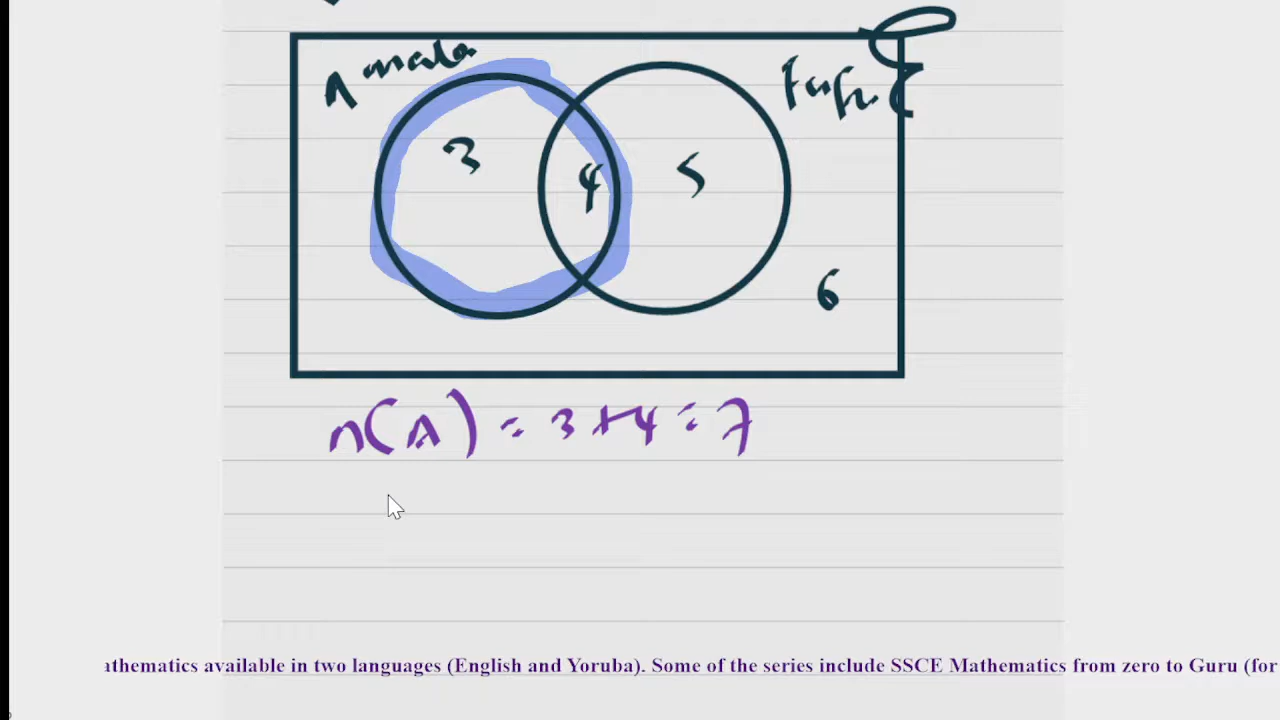 Amala Fufu
3 4 5
6
n(A) = 3+4 = 7
athematics available in two languages (English and Yoruba). Some of the series include SSCE Mathematics from zero to Guru (for